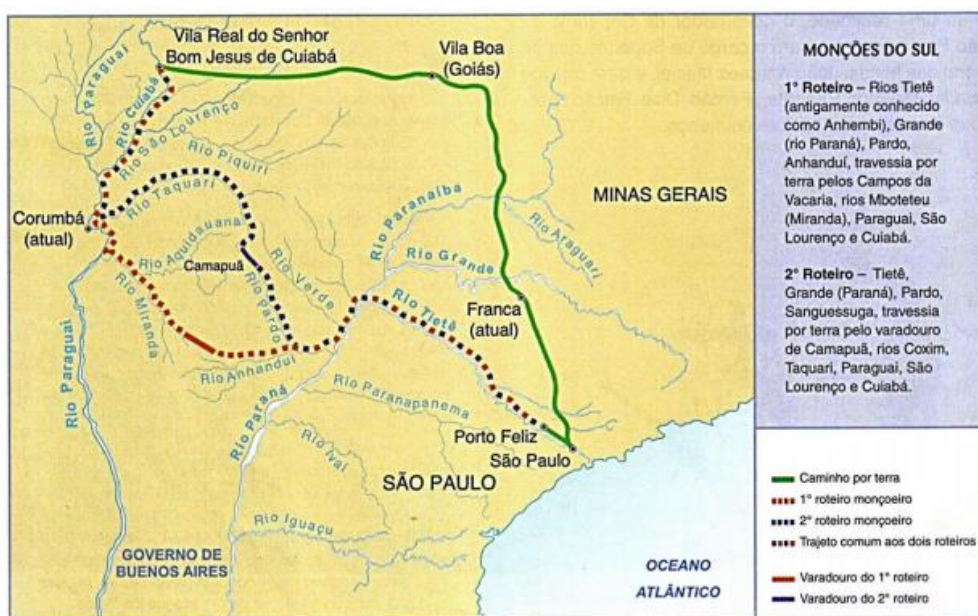 Vila Real do Senhor
Bom Jesus de Cuiabá
Vila Boa
(Goiás)
Rio Paraguai
Rio Cuiabá
Rio São Lourenço
Rio Piquiri
Rio Taquari
Corumbá
(atual)
Rio Aquidauana
Camapuã
Rio Verde
Rio Pardo
Rio Miranda
Rio Anhanduí
Rio Paraguai
Rio Paraná
Rio Paranaíba
MINAS GERAIS
Rio Araguari
Rio Grande
Rio Tietê
Franca
(atual)
Rio Paranapanema
Porto Feliz
São Paulo
Rio Ivaí
SÃO PAULO
Rio Iguaçu
GOVERNO DE
BUENOS AIRES
OCEANO
ATLÂNTICO
MONÇÕES DO SUL
1° Roteiro – Rios Tietê
(antigamente conhecido
como Anhembi), Grande
(rio Paraná), Pardo,
Anhanduí, travessia por
terra pelos Campos da
Vacaria, rios Mboteteu
(Miranda), Paraguai, São
Lourenço e Cuiabá.
2° Roteiro – Tietê,
Grande (Paraná), Pardo,
Sanguessuga, travessia
por terra pelo varadouro
de Camapuã, rios Coxim,
Taquari, Paraguai, São
Lourenço e Cuiabá.
Caminho por terra
1° roteiro monçoeiro
2° roteiro monçoeiro
Trajeto comum aos dois roteiros
Varadouro do 1° roteiro
Varadouro do 2° roteiro